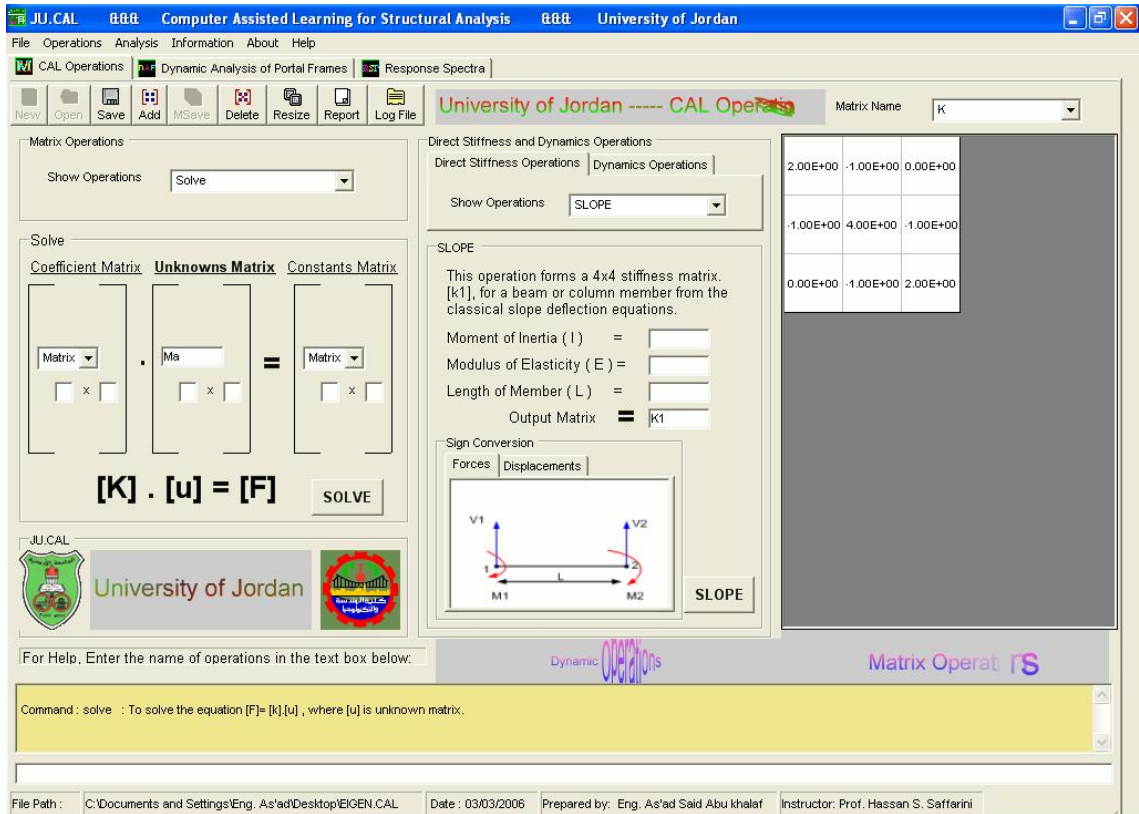 JU.CAL &&& Computer Assisted Learning for Structural Analysis &&& University of Jordan
File Operations Analysis Information About Help
CAL Operations Dynamic Analysis of Portal Frames Response Spectra
New Open Save Add MSave Delete Resize Report Log File
University of Jordan ----- CAL Operatio
Matrix Name K
Matrix Operations
Show Operations Solve
Solve
Coefficient Matrix Unknowns Matrix Constants Matrix
Matrix . Ma = Matrix
x x x
[K] . [u] = [F]
SOLVE
JU.CAL
University of Jordan
كلية الهندسة
والتكنولوجيا
Direct Stiffness and Dynamics Operations
Direct Stiffness Operations Dynamics Operations
Show Operations SLOPE
SLOPE
This operation forms a 4x4 stiffness matrix.
[k1], for a beam or column member from the
classical slope deflection equations.
Moment of Inertia ( I ) =
Modulus of Elasticity ( E ) =
Length of Member ( L ) =
Output Matrix = K1
Sign Conversion
Forces Displacements
V1 V2
1 2
L
M1 M2
SLOPE
2.00E+00 -1.00E+00 0.00E+00
-1.00E+00 4.00E+00 -1.00E+00
0.00E+00 -1.00E+00 2.00E+00
For Help, Enter the name of operations in the text box below:
Dynamic Operations
Matrix Operat rs
Command : solve : To solve the equation [F]= [k].[u] , where [u] is unknown matrix.
File Path : C:\Documents and Settings\Eng. As'ad\Desktop\EIGEN.CAL Date : 03/03/2006 Prepared by: Eng. As'ad Said Abu khalaf Instructor: Prof. Hassan S. Saffarini